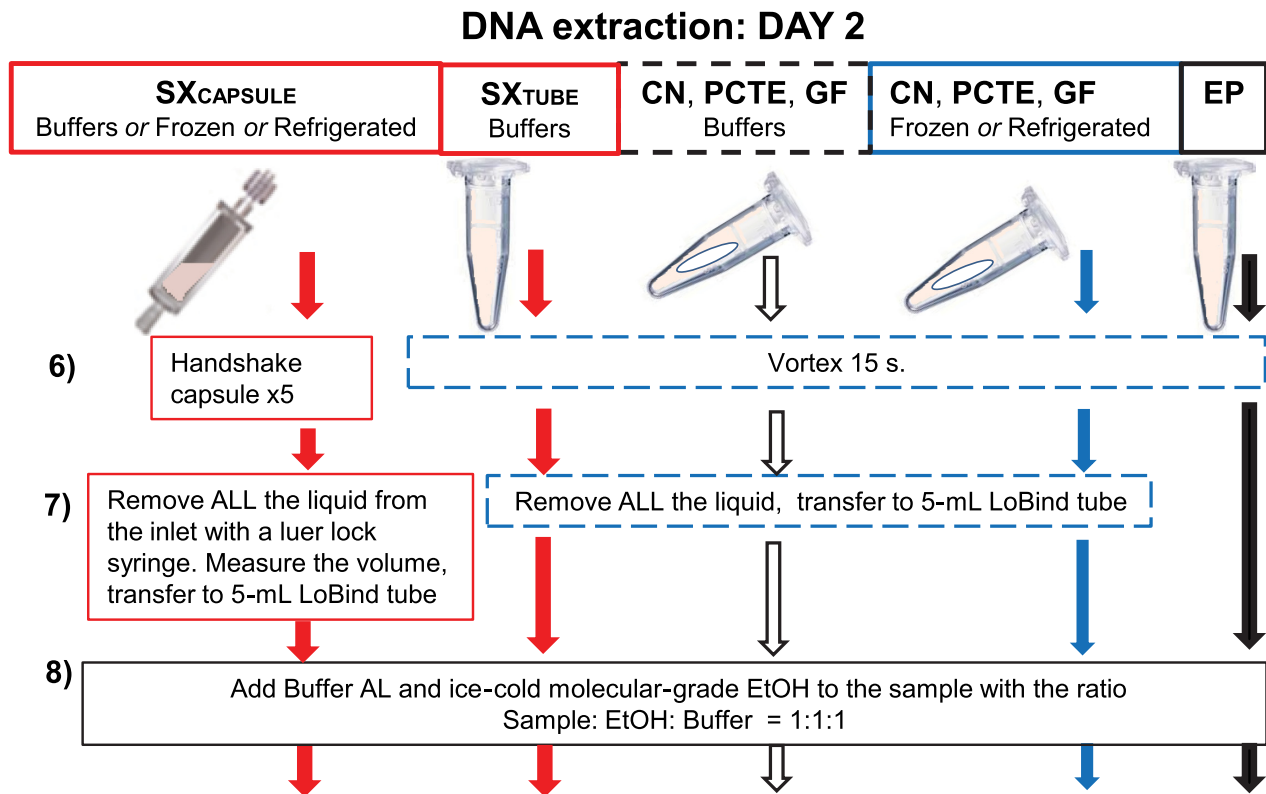 DNA extraction: DAY 2
SXCAPSULE
Buffers or Frozen or Refrigerated
SXTUBE
Buffers
CN, PCTE, GF
Buffers
CN, PCTE, GF
Frozen or Refrigerated
EP
6)
Handshake
capsule x5
Vortex 15 s.
7)
Remove ALL the liquid from
the inlet with a luer lock
syringe. Measure the volume,
transfer to 5-mL LoBind tube
Remove ALL the liquid, transfer to 5-mL LoBind tube
8)
Add Buffer AL and ice-cold molecular-grade EtOH to the sample with the ratio
Sample: EtOH: Buffer = 1:1:1